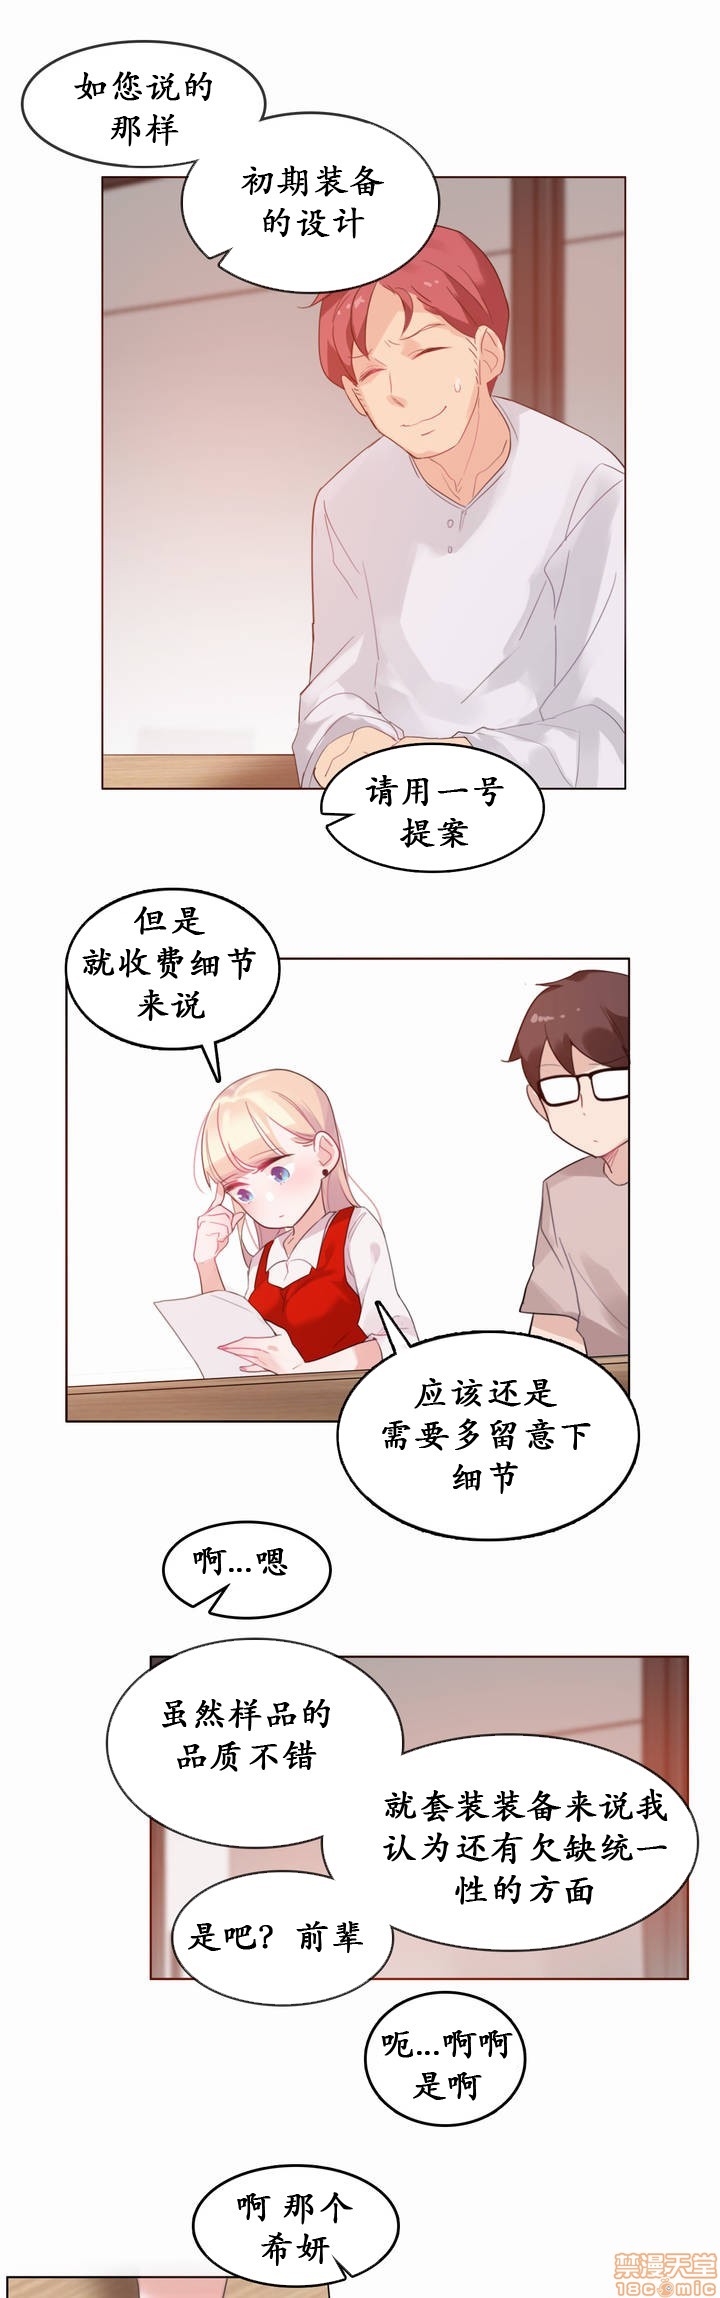 如您说的
那样
初期装备
的设计
请用一号
提案
但是
就收费细节
来说
应该还是
需要多留意下
细节
啊...嗯
虽然样品的
品质不错
就套装装备来说我
认为还有欠缺统一
性的方面
是吧? 前辈
呃...啊啊
是啊
啊 那个
希妍
禁漫天堂
18comic